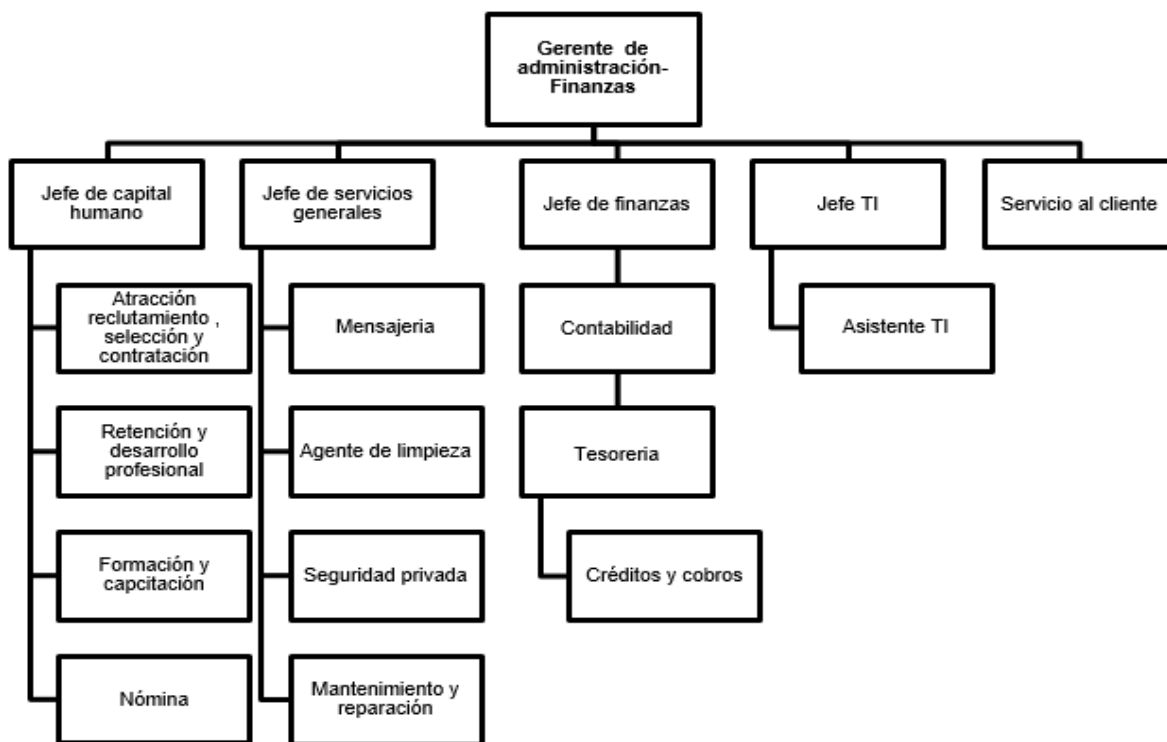 Gerente de
administración-
Finanzas
Jefe de capital
humano
Jefe de servicios
generales
Jefe de finanzas
Jefe TI
Servicio al cliente
Atracción
reclutamiento ,
selección y
contratación
Mensajeria
Contabilidad
Asistente TI
Retención y
desarrollo
profesional
Agente de limpieza
Tesoreria
Formación y
capcitación
Seguridad privada
Créditos y cobros
Nómina
Mantenimiento y
reparación